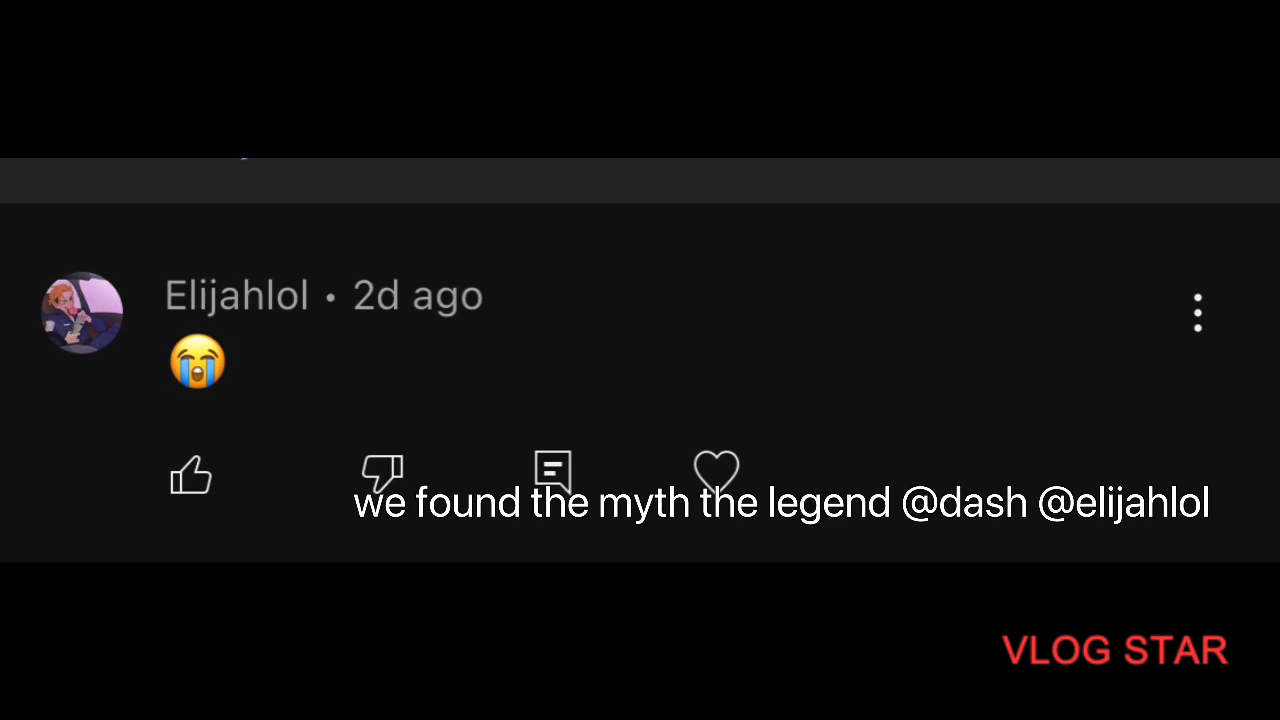 Elijahlol • 2d ago
😭
we found the myth the legend @dash @elijahlol
VLOG STAR